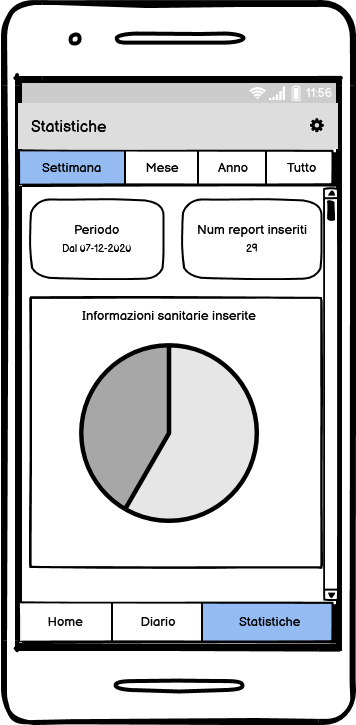 11:56
Statistiche
Settimana Mese Anno Tutto
Periodo
Dal 07-12-2020
Num report inseriti
29
Informazioni sanitarie inserite
Home Diario Statistiche